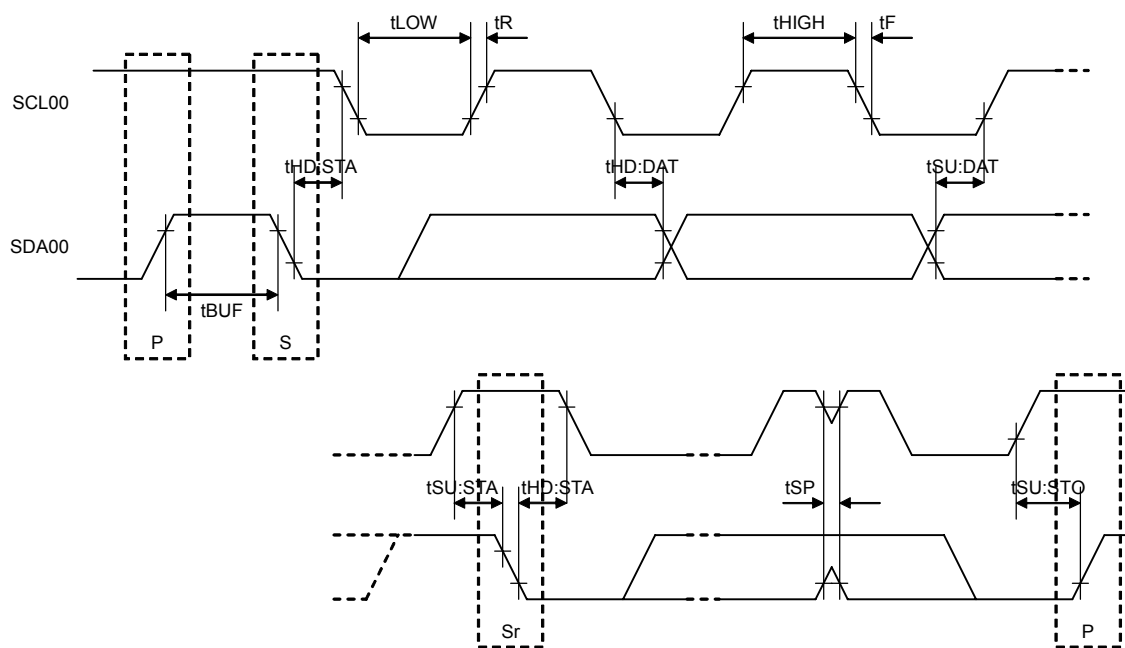 tLOW
tR
tHIGH
tF
SCL00
tHD:STA
tHD:DAT
tSU:DAT
SDA00
tBUF
P
S
tSU:STA
tHD:STA
tSP
tSU:STO
Sr
P